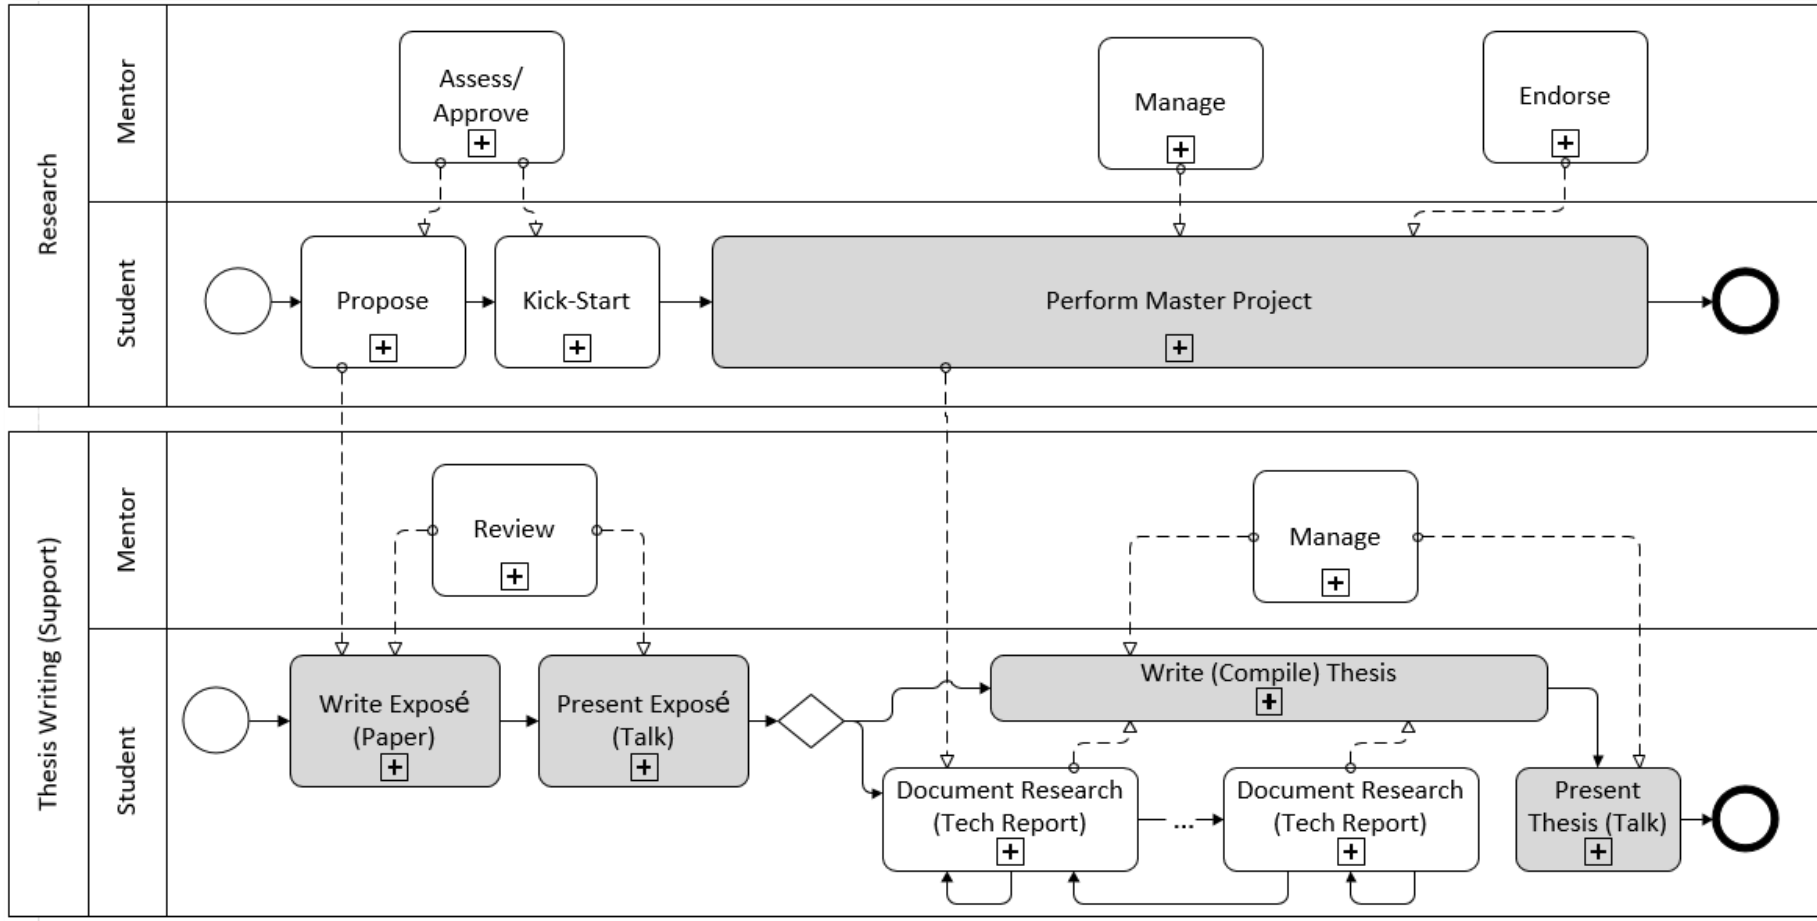 Research
Mentor
Assess/
Approve
Manage
Endorse
Student
Propose
Kick-Start
Perform Master Project
Thesis Writing (Support)
Mentor
Review
Manage
Student
Write Exposé
(Paper)
Present Exposé
(Talk)
Write (Compile) Thesis
Document Research
(Tech Report)
...
Document Research
(Tech Report)
Present
Thesis (Talk)